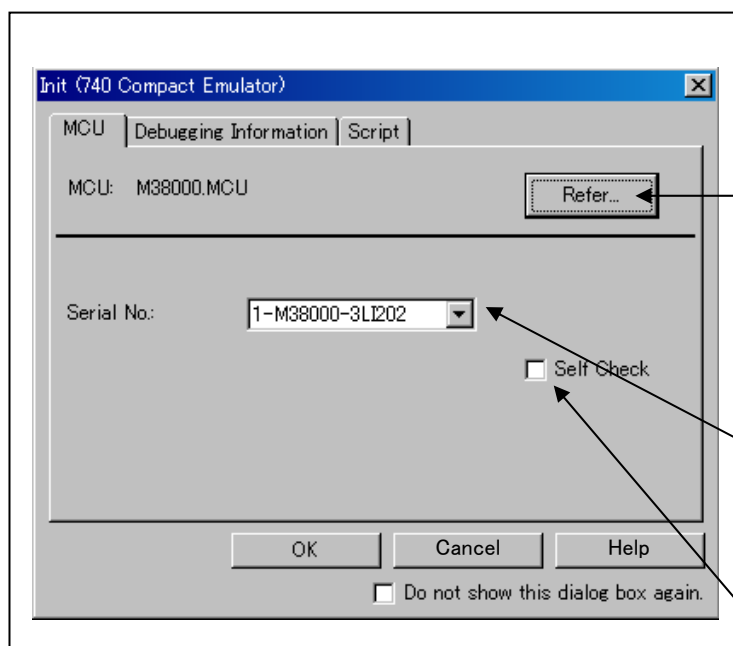 Init (740 Compact Emulator)
MCU Debugging Information Script
MCU: M38000.MCU
Refer...
Serial No.: 1-M38000-3LI202
Self Check
OK Cancel Help
Do not show this dialog box again.